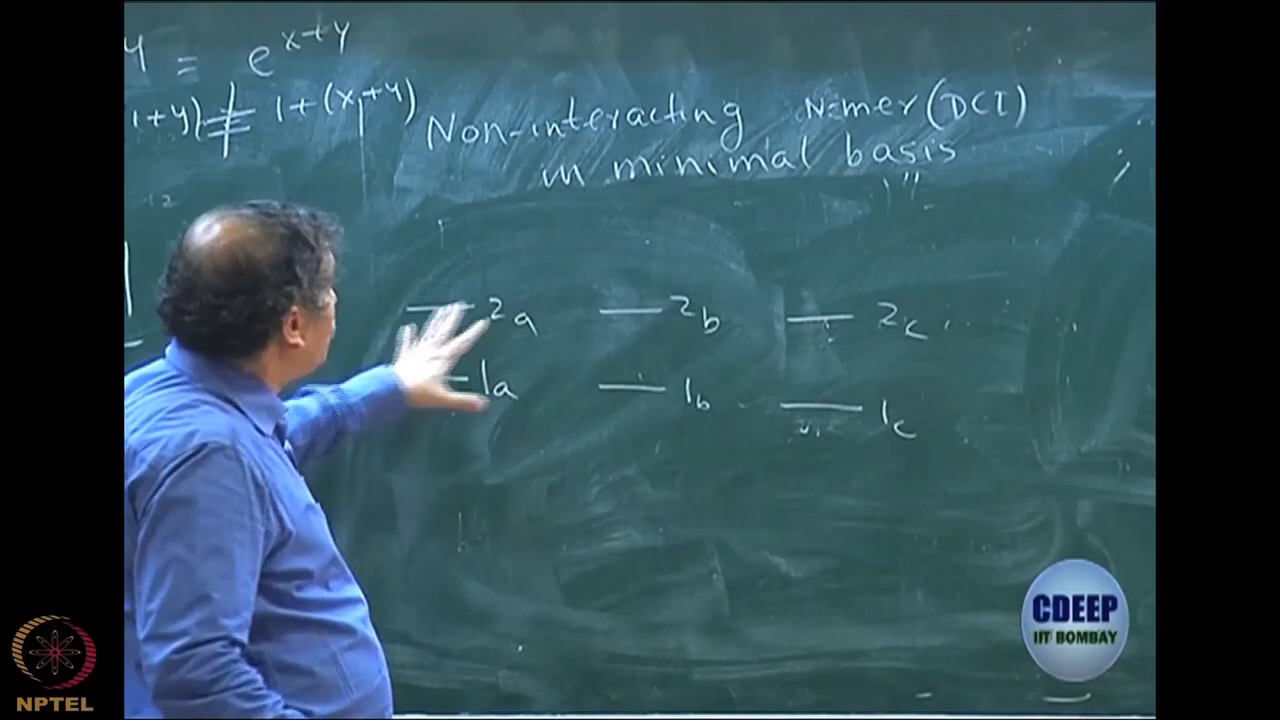 y = e^{x+y}
1+y) ≠ 1+(x+y)
Non-interacting N-mer (DCI)
in minimal basis
2a 2b 2c ....
1a 1b 1c
CDEEP
IIT BOMBAY
NPTEL